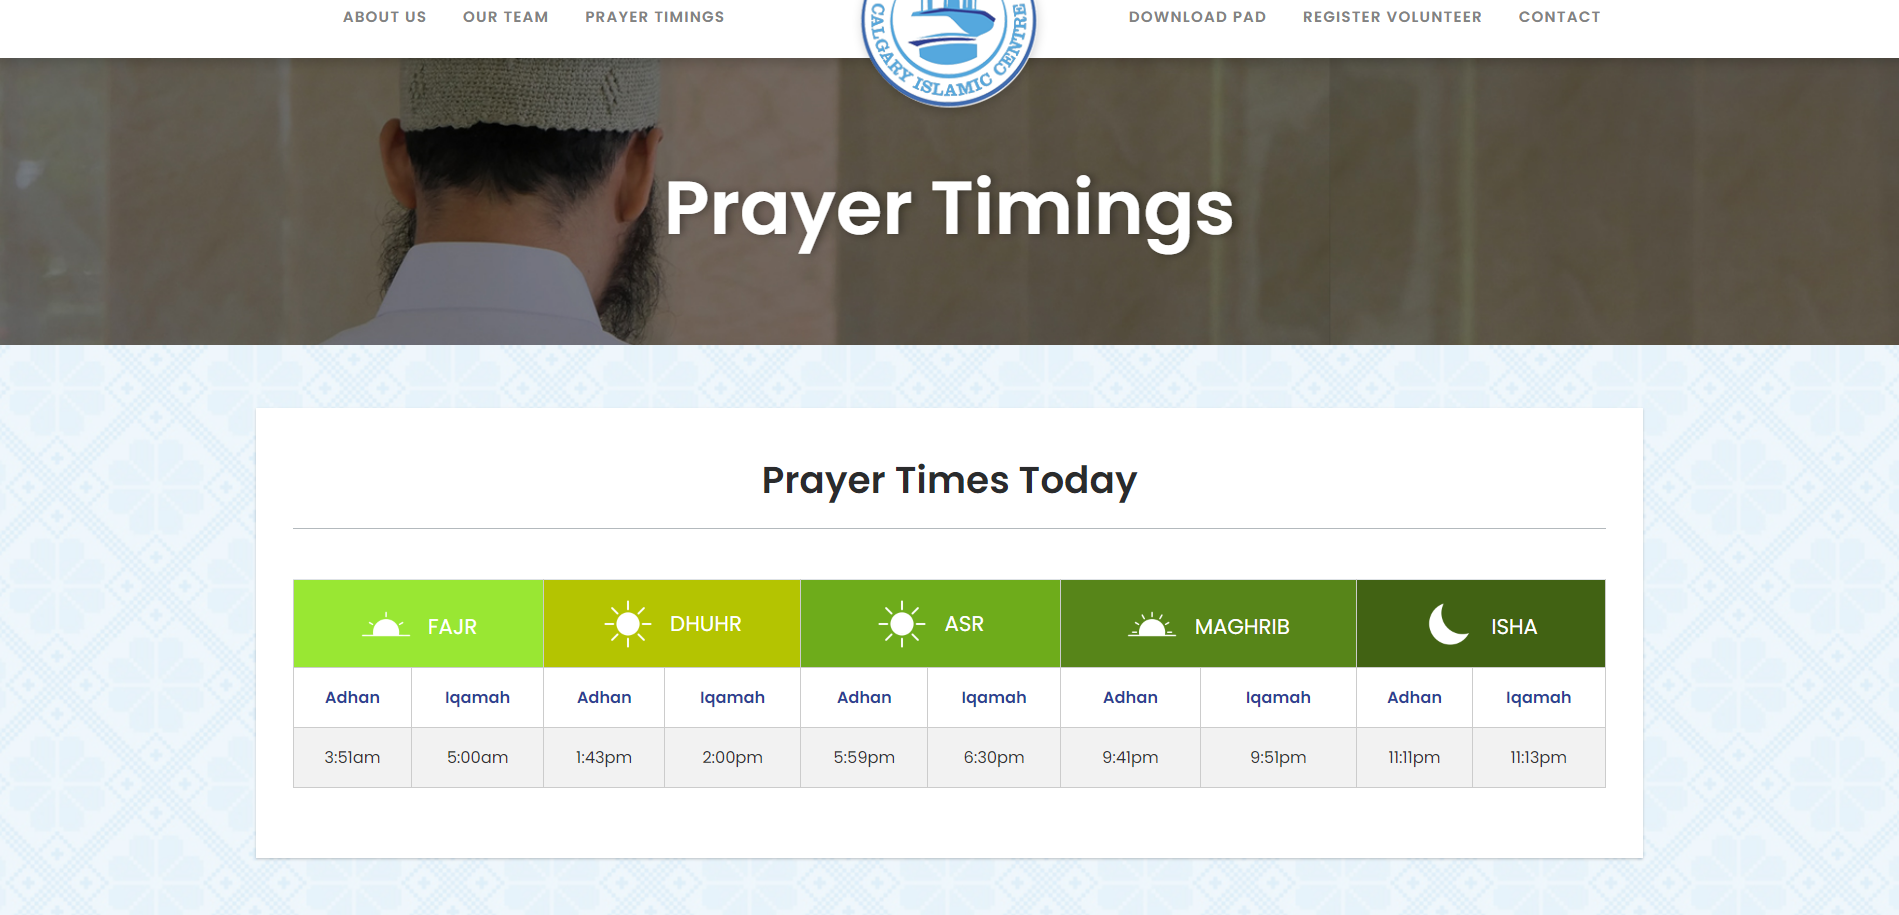 ABOUT US OUR TEAM PRAYER TIMINGS DOWNLOAD PAD REGISTER VOLUNTEER CONTACT
CALGARY ISLAMIC CENTRE
Prayer Timings
Prayer Times Today
FAJR DHUHR ASR MAGHRIB ISHA
Adhan Iqamah Adhan Iqamah Adhan Iqamah Adhan Iqamah Adhan Iqamah
3:51am 5:00am 1:43pm 2:00pm 5:59pm 6:30pm 9:41pm 9:51pm 11:11pm 11:13pm